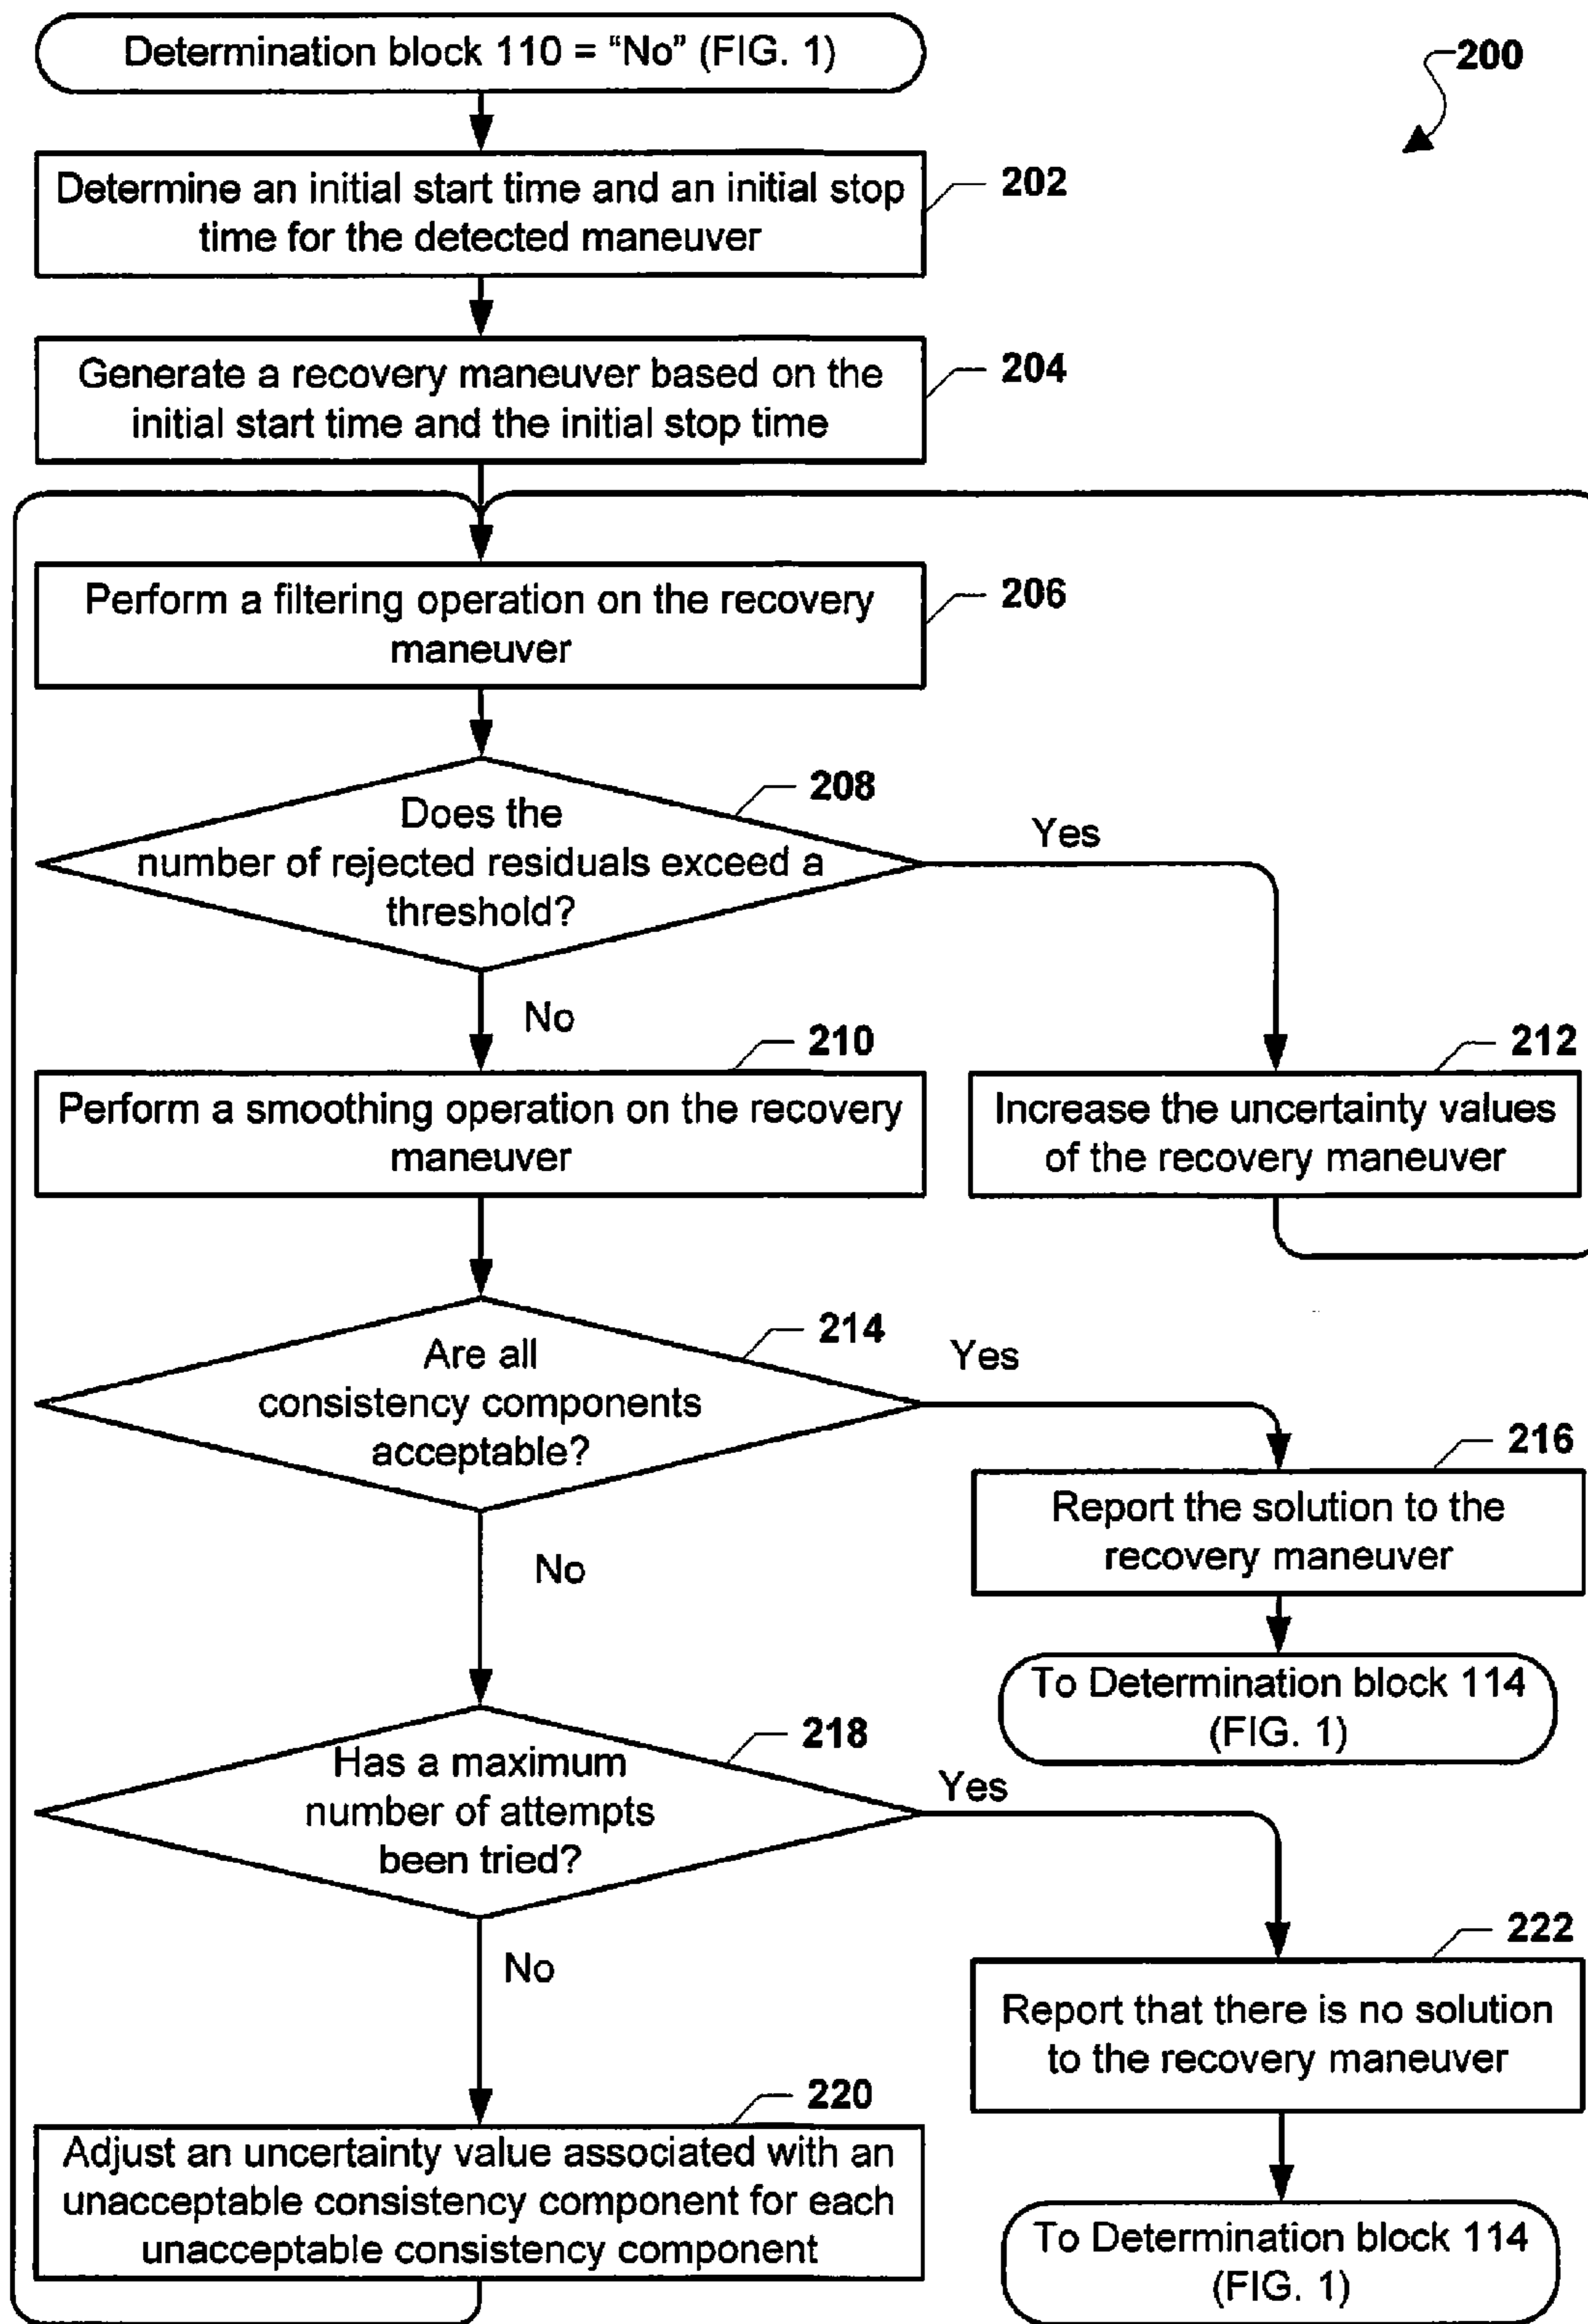 Determination block 110 = “No” (FIG. 1)
200
Determine an initial start time and an initial stop
time for the detected maneuver
202
Generate a recovery maneuver based on the
initial start time and the initial stop time
204
Perform a filtering operation on the recovery
maneuver
206
Does the
number of rejected residuals exceed a
threshold?
208
Yes
No
Perform a smoothing operation on the recovery
maneuver
210
Increase the uncertainty values
of the recovery maneuver
212
Are all
consistency components
acceptable?
214
Yes
No
Report the solution to the
recovery maneuver
216
To Determination block 114
(FIG. 1)
Has a maximum
number of attempts
been tried?
218
Yes
No
Report that there is no solution
to the recovery maneuver
222
Adjust an uncertainty value associated with an
unacceptable consistency component for each
unacceptable consistency component
220
To Determination block 114
(FIG. 1)